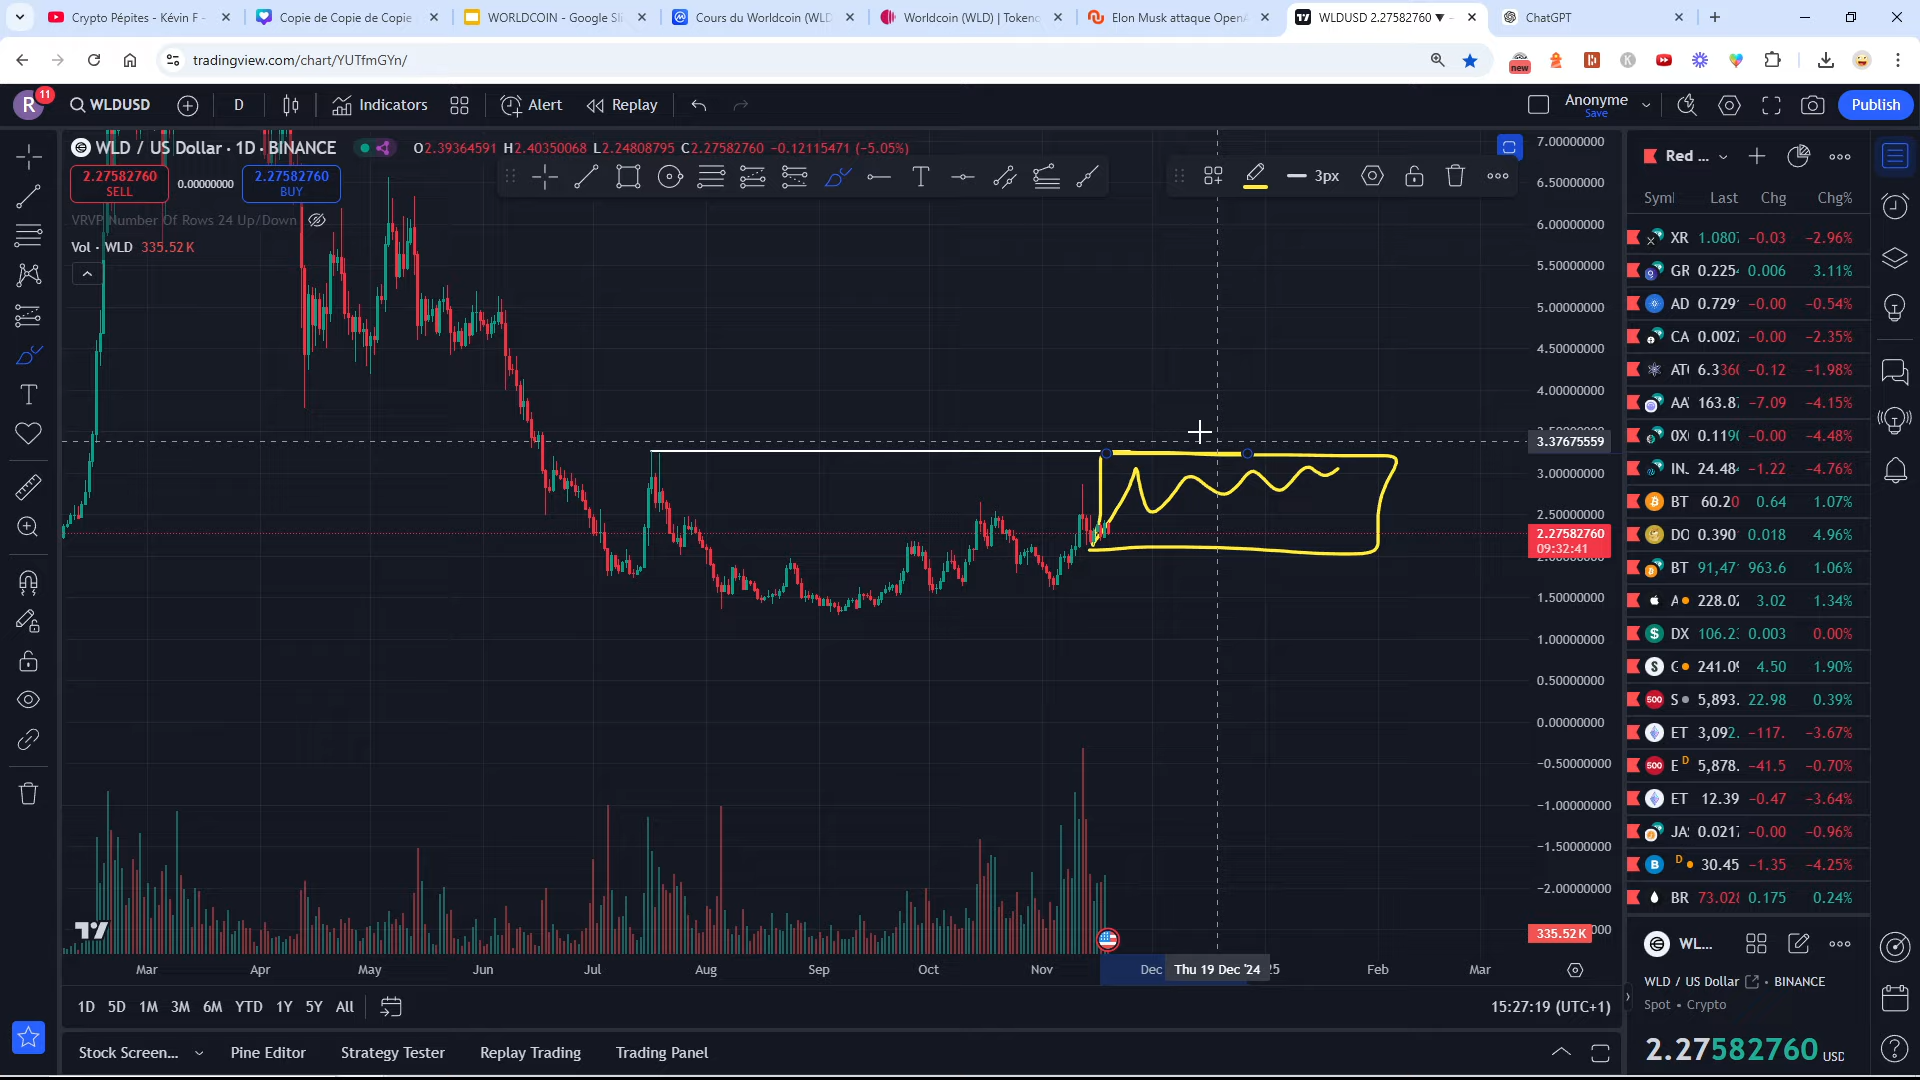 Crypto Pépites - Kévin F -
Copie de Copie de Copie
WORLDCOIN - Google Sli
Cours du Worldcoin (WLD
Worldcoin (WLD) | Token
Elon Musk attaque OpenA
WLDUSD 2.27582760 ▼ -
ChatGPT
tradingview.com/chart/YUTfmGYn/
new
R 11
WLDUSD
D
Indicators
Alert
Replay
Anonyme
Save
Publish
WLD / US Dollar · 1D · BINANCE
O2.39364591 H2.40350068 L2.24808795 C2.27582760 −0.12115471 (−5.05%)
2.27582760
SELL
0.00000000
2.27582760
BUY
3px
VRVP Number Of Rows 24 Up/Down
Vol · WLD 335.52 K
7.00000000
6.50000000
6.00000000
5.50000000
5.00000000
4.50000000
4.00000000
3.37675559
3.00000000
2.50000000
2.27582760
09:32:41
1.50000000
1.00000000
0.50000000
0.00000000
−0.50000000
−1.00000000
−1.50000000
−2.00000000
335.52 K
Mar
Apr
May
Jun
Jul
Aug
Sep
Oct
Nov
Dec
Thu 19 Dec '24
Feb
Mar
1D 5D 1M 3M 6M YTD 1Y 5Y All
15:27:19 (UTC+1)
Stock Screen...
Pine Editor
Strategy Tester
Replay Trading
Trading Panel
Red ...
Last Chg Chg%
XR 1.080 −0.03 −2.96%
GR 0.225 0.006 3.11%
AD 0.729 −0.00 −0.54%
CA 0.002 −0.00 −2.35%
6.336 −0.12 −1.98%
163.8 −7.09 −4.15%
0.119 −0.00 −4.48%
IN. 24.48 −1.22 −4.76%
BT 60.20 0.64 1.07%
DO 0.390 0.018 4.96%
BT 91,47 963.6 1.06%
228.02 3.02 1.34%
DX 106.2 0.003 0.00%
241.09 4.50 1.90%
500 S 5,893. 22.98 0.39%
ET 3,092. −117. −3.67%
500 E D 5,878. −41.5 −0.70%
ET 12.39 −0.47 −3.64%
0.021 −0.00 −0.96%
B D 30.45 −1.35 −4.25%
BR 73.02 0.175 0.24%
WL...
WLD / US Dollar • BINANCE
Spot • Crypto
2.27582760 USD